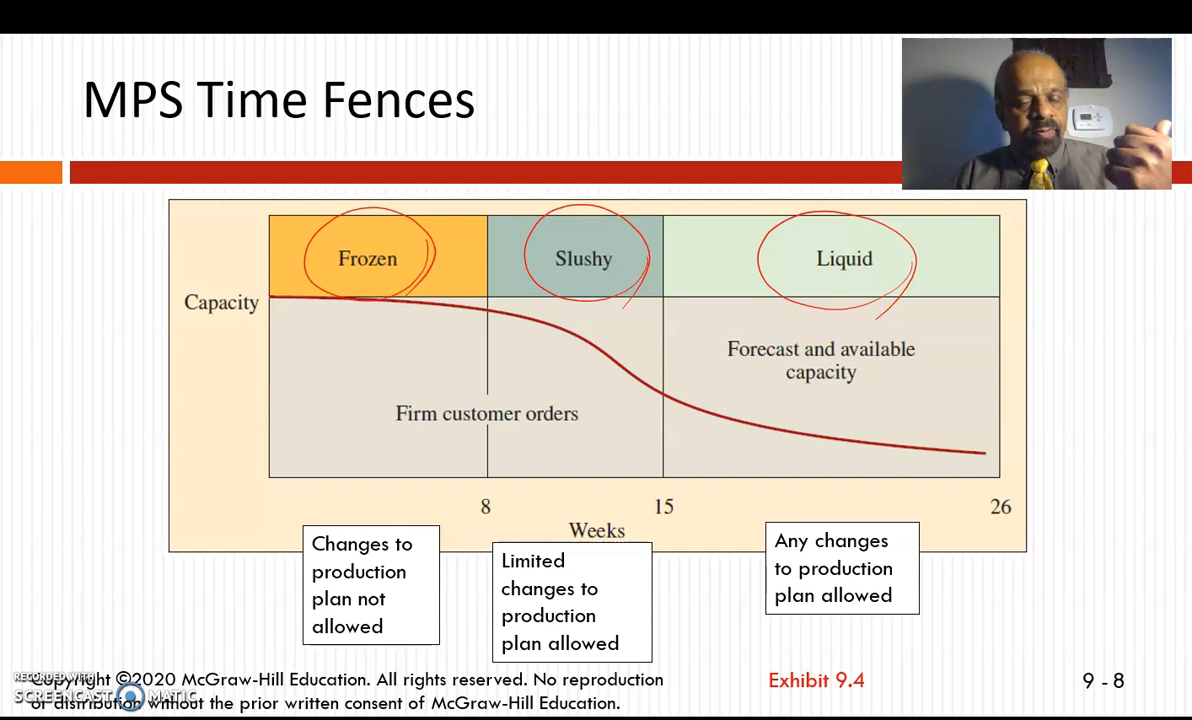 MPS Time Fences
Frozen
Slushy
Liquid
Capacity
Forecast and available
capacity
Firm customer orders
8
15
26
Weeks
Changes to
production
plan not
allowed
Limited
changes to
production
plan allowed
Any changes
to production
plan allowed
RECORDED WITH
SCREENCAST MATIC
Copyright ©2020 McGraw-Hill Education. All rights reserved. No reproduction
or distribution without the prior written consent of McGraw-Hill Education.
Exhibit 9.4
9 - 8